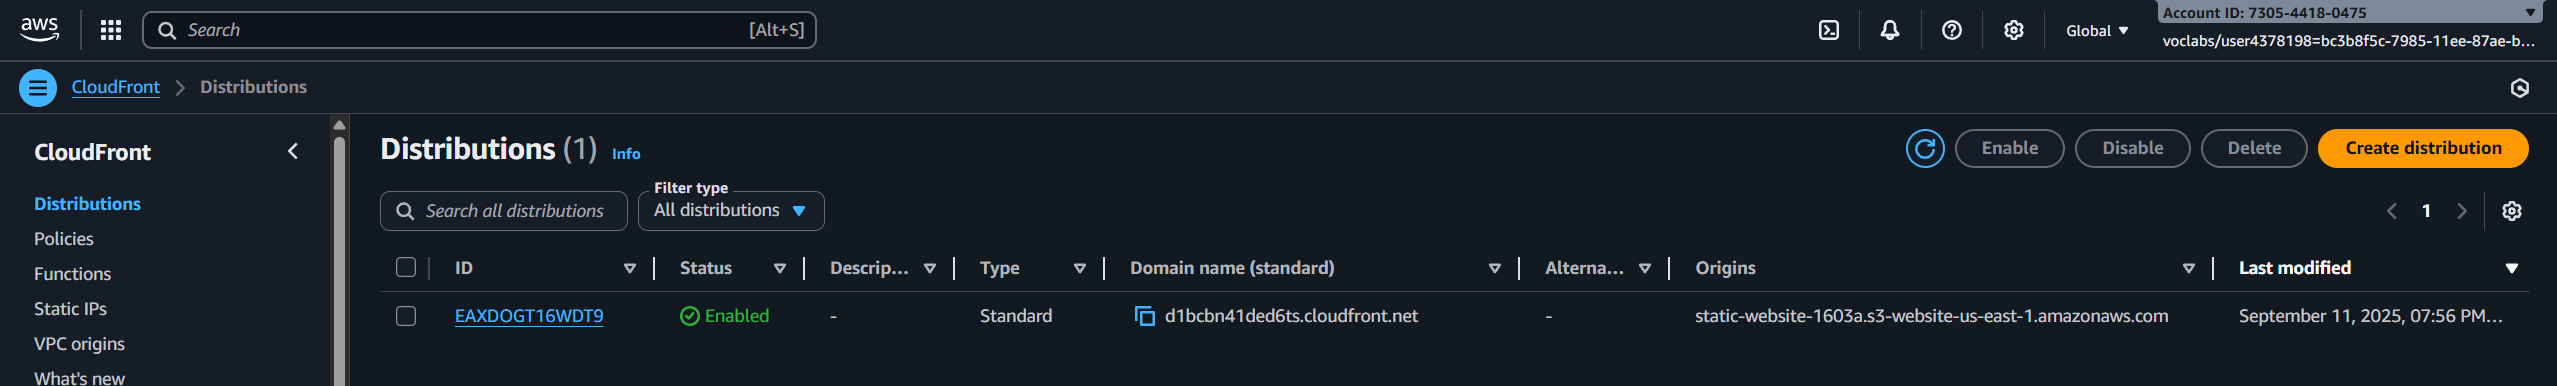 aws
Search [Alt+S]
Global
Account ID: 7305-4418-0475
voclabs/user4378198=bc3b8f5c-7985-11ee-87ae-b...
CloudFront > Distributions
CloudFront
Distributions
Policies
Functions
Static IPs
VPC origins
What's new
Distributions (1) Info
Enable
Disable
Delete
Create distribution
Search all distributions
Filter type
All distributions
1
ID Status Descrip... Type Domain name (standard) Alterna... Origins Last modified
EAXDOGT16WDT9 Enabled - Standard d1bcbn41ded6ts.cloudfront.net - static-website-1603a.s3-website-us-east-1.amazonaws.com September 11, 2025, 07:56 PM...